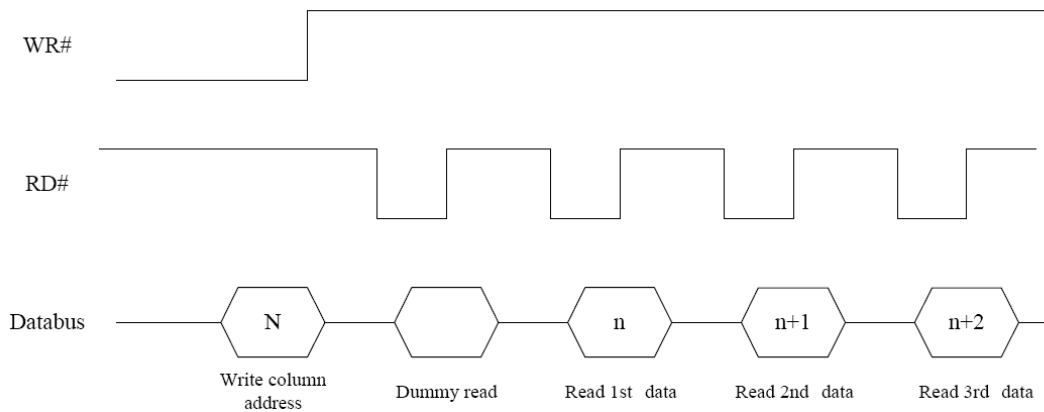 WR#
RD#
Databus
N
n
n+1
n+2
Write column
address
Dummy read
Read 1st data
Read 2nd data
Read 3rd data